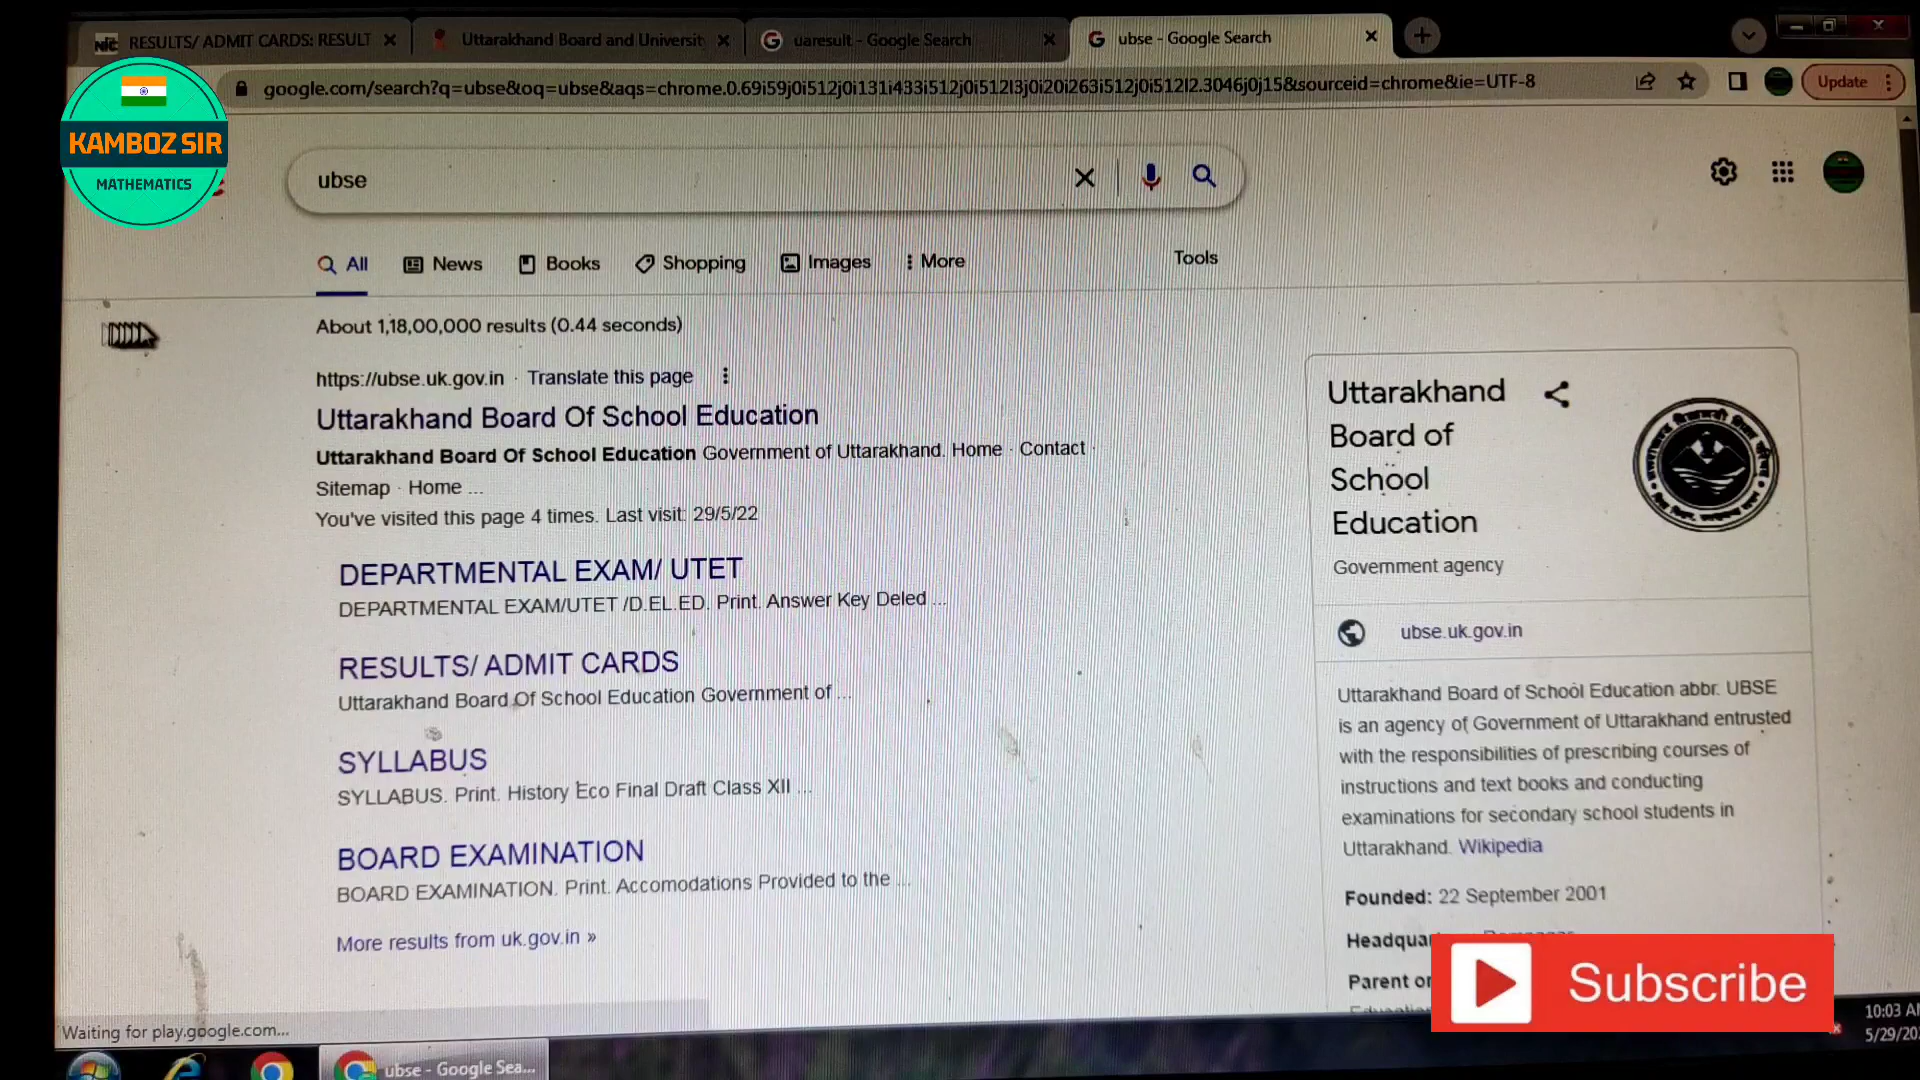 RESULTS/ ADMIT CARDS: RESULT
Uttarakhand Board and Universit
uaresult - Google Search
ubse - Google Search
google.com/search?q=ubse&oq=ubse&aqs=chrome.0.69i59j0i512j0i131i433i512j0i512l3j0i20i263i512j0i512l2.3046j0j15&sourceid=chrome&ie=UTF-8
Update
KAMBOZ SIR
MATHEMATICS
ubse
All
News
Books
Shopping
Images
More
Tools
About 1,18,00,000 results (0.44 seconds)
https://ubse.uk.gov.in · Translate this page
Uttarakhand Board Of School Education
Uttarakhand Board Of School Education Government of Uttarakhand. Home · Contact ·
Sitemap · Home ...
You've visited this page 4 times. Last visit: 29/5/22
DEPARTMENTAL EXAM/ UTET
DEPARTMENTAL EXAM/UTET /D.EL.ED. Print. Answer Key Deled ...
RESULTS/ ADMIT CARDS
Uttarakhand Board Of School Education Government of ...
SYLLABUS
SYLLABUS. Print. History Eco Final Draft Class XII ...
BOARD EXAMINATION
BOARD EXAMINATION. Print. Accomodations Provided to the ...
More results from uk.gov.in »
Uttarakhand
Board of
School
Education
Government agency
ubse.uk.gov.in
Uttarakhand Board of School Education abbr. UBSE
is an agency of Government of Uttarakhand entrusted
with the responsibilities of prescribing courses of
instructions and text books and conducting
examinations for secondary school students in
Uttarakhand. Wikipedia
Founded: 22 September 2001
Headqua
Parent or
Subscribe
Waiting for play.google.com...
ubse - Google Sea...
10:03 AM
5/29/20